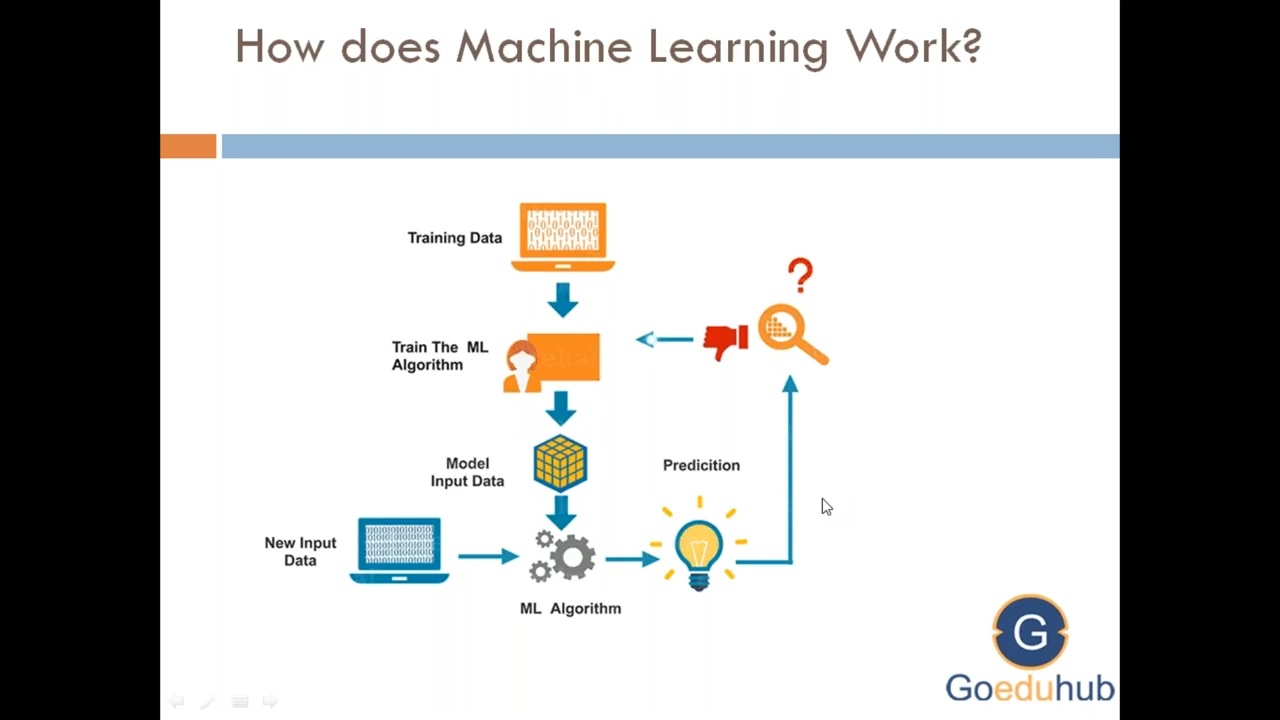 How does Machine Learning Work?
Training Data
?
Train The ML
Algorithm
Model
Input Data
Predicition
New Input
Data
ML Algorithm
G
Goeduhub